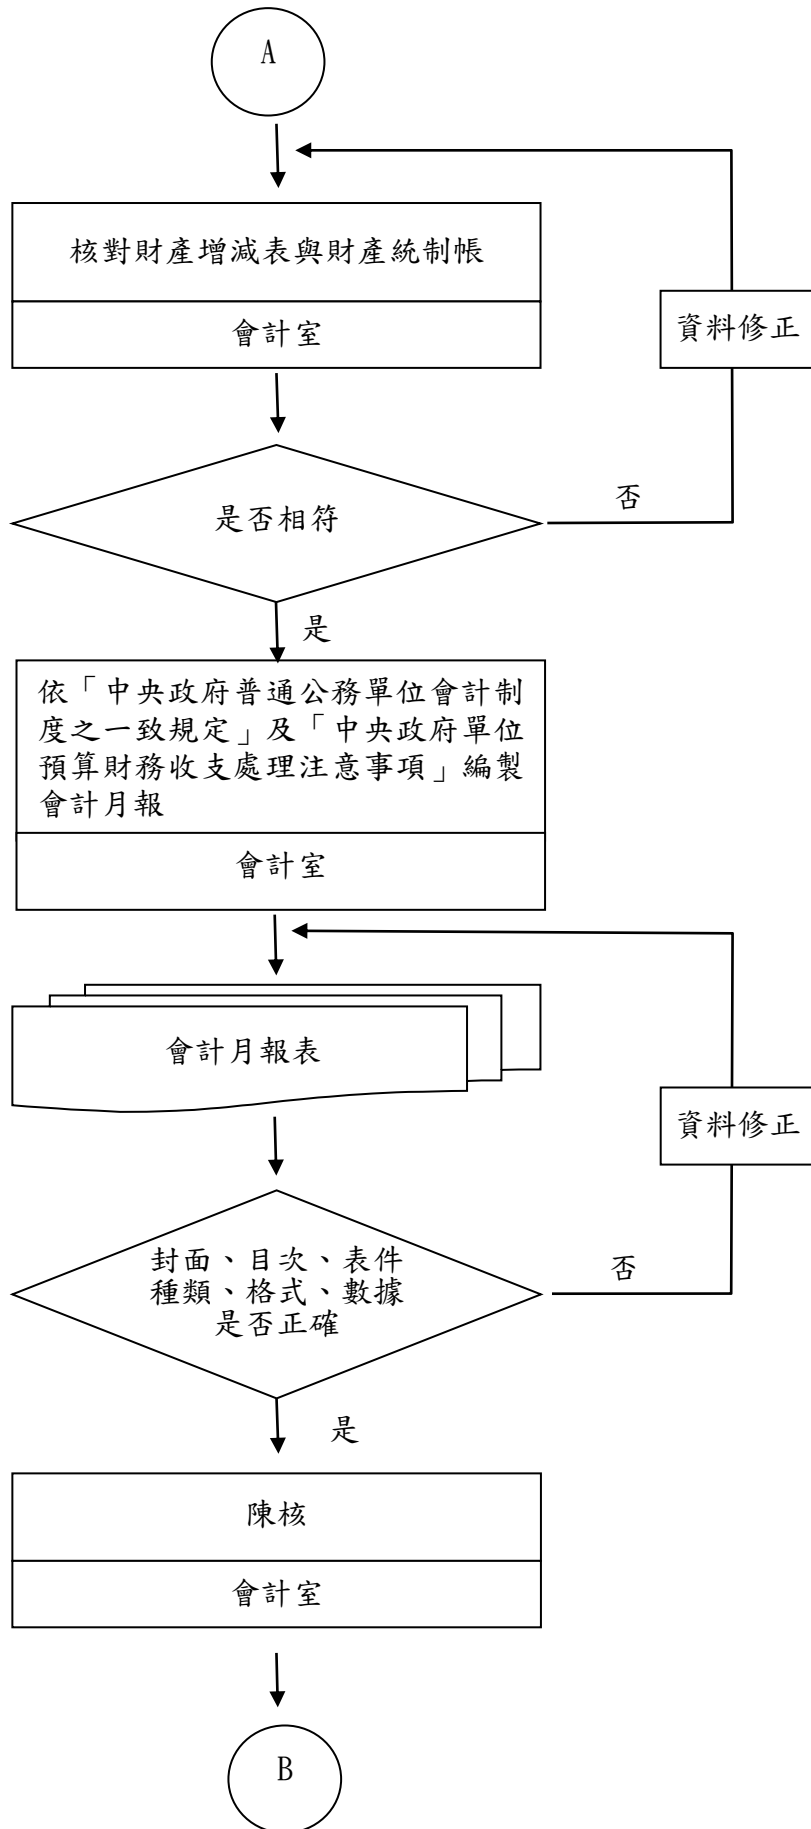 A
核對財產增減表與財產統制帳
會計室
資料修正
是否相符
否
是
依「中央政府普通公務單位會計制
度之一致規定」及「中央政府單位
預算財務收支處理注意事項」編製
會計月報
會計室
會計月報表
資料修正
封面、目次、表件
種類、格式、數據
是否正確
否
是
陳核
會計室
B